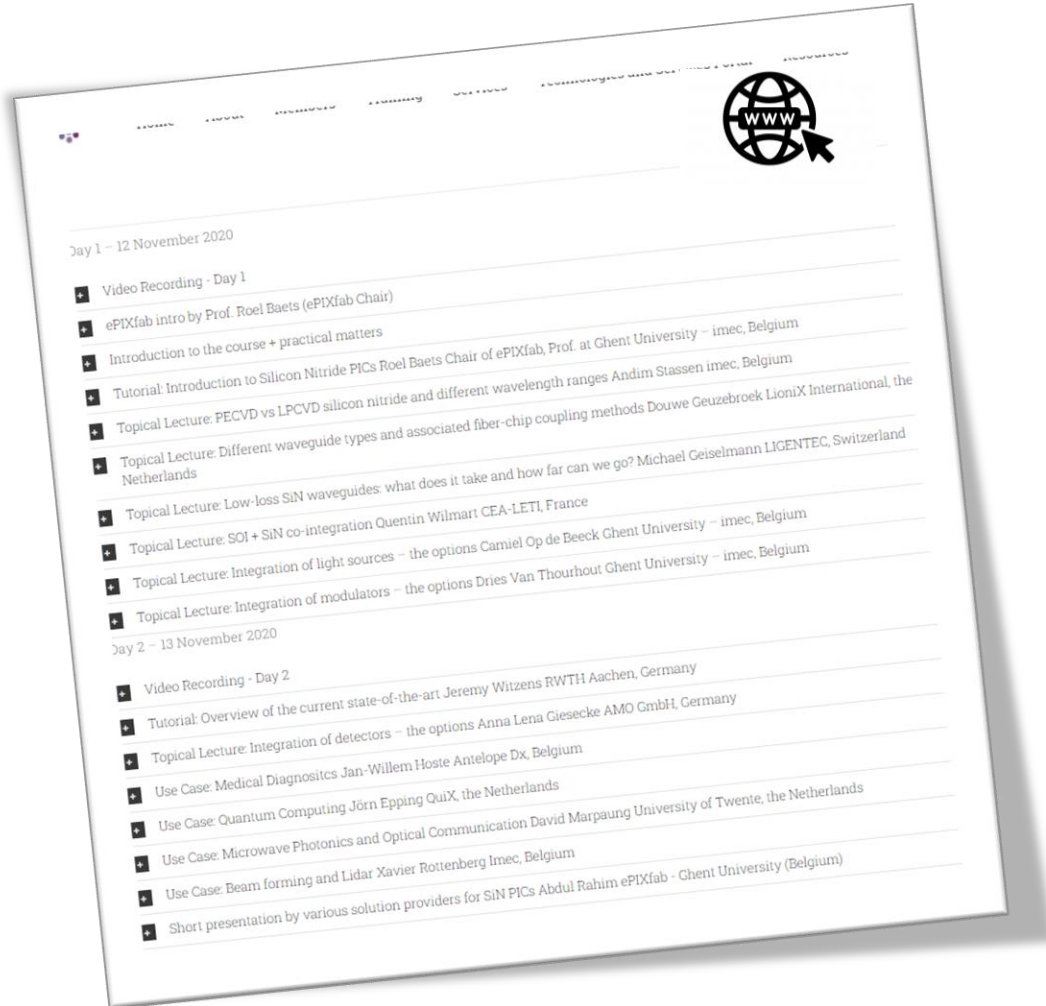 Home About Members Training Services Technologies and Services Portal Resources
WWW
Day 1 – 12 November 2020
Video Recording - Day 1
ePIXfab intro by Prof. Roel Baets (ePIXfab Chair)
Introduction to the course + practical matters
Tutorial: Introduction to Silicon Nitride PICs Roel Baets Chair of ePIXfab, Prof. at Ghent University – imec, Belgium
Topical Lecture: PECVD vs LPCVD silicon nitride and different wavelength ranges Andim Stassen imec, Belgium
Topical Lecture: Different waveguide types and associated fiber-chip coupling methods Douwe Geuzebroek LioniX International, the
Netherlands
Topical Lecture: Low-loss SiN waveguides: what does it take and how far can we go? Michael Geiselmann LIGENTEC, Switzerland
Topical Lecture: SOI + SiN co-integration Quentin Wilmart CEA-LETI, France
Topical Lecture: Integration of light sources – the options Camiel Op de Beeck Ghent University – imec, Belgium
Topical Lecture: Integration of modulators – the options Dries Van Thourhout Ghent University – imec, Belgium
Day 2 – 13 November 2020
Video Recording - Day 2
Tutorial: Overview of the current state-of-the-art Jeremy Witzens RWTH Aachen, Germany
Topical Lecture: Integration of detectors – the options Anna Lena Giesecke AMO GmbH, Germany
Use Case: Medical Diagnositcs Jan-Willem Hoste Antelope Dx, Belgium
Use Case: Quantum Computing Jörn Epping QuiX, the Netherlands
Use Case: Microwave Photonics and Optical Communication David Marpaung University of Twente, the Netherlands
Use Case: Beam forming and Lidar Xavier Rottenberg Imec, Belgium
Short presentation by various solution providers for SiN PICs Abdul Rahim ePIXfab - Ghent University (Belgium)